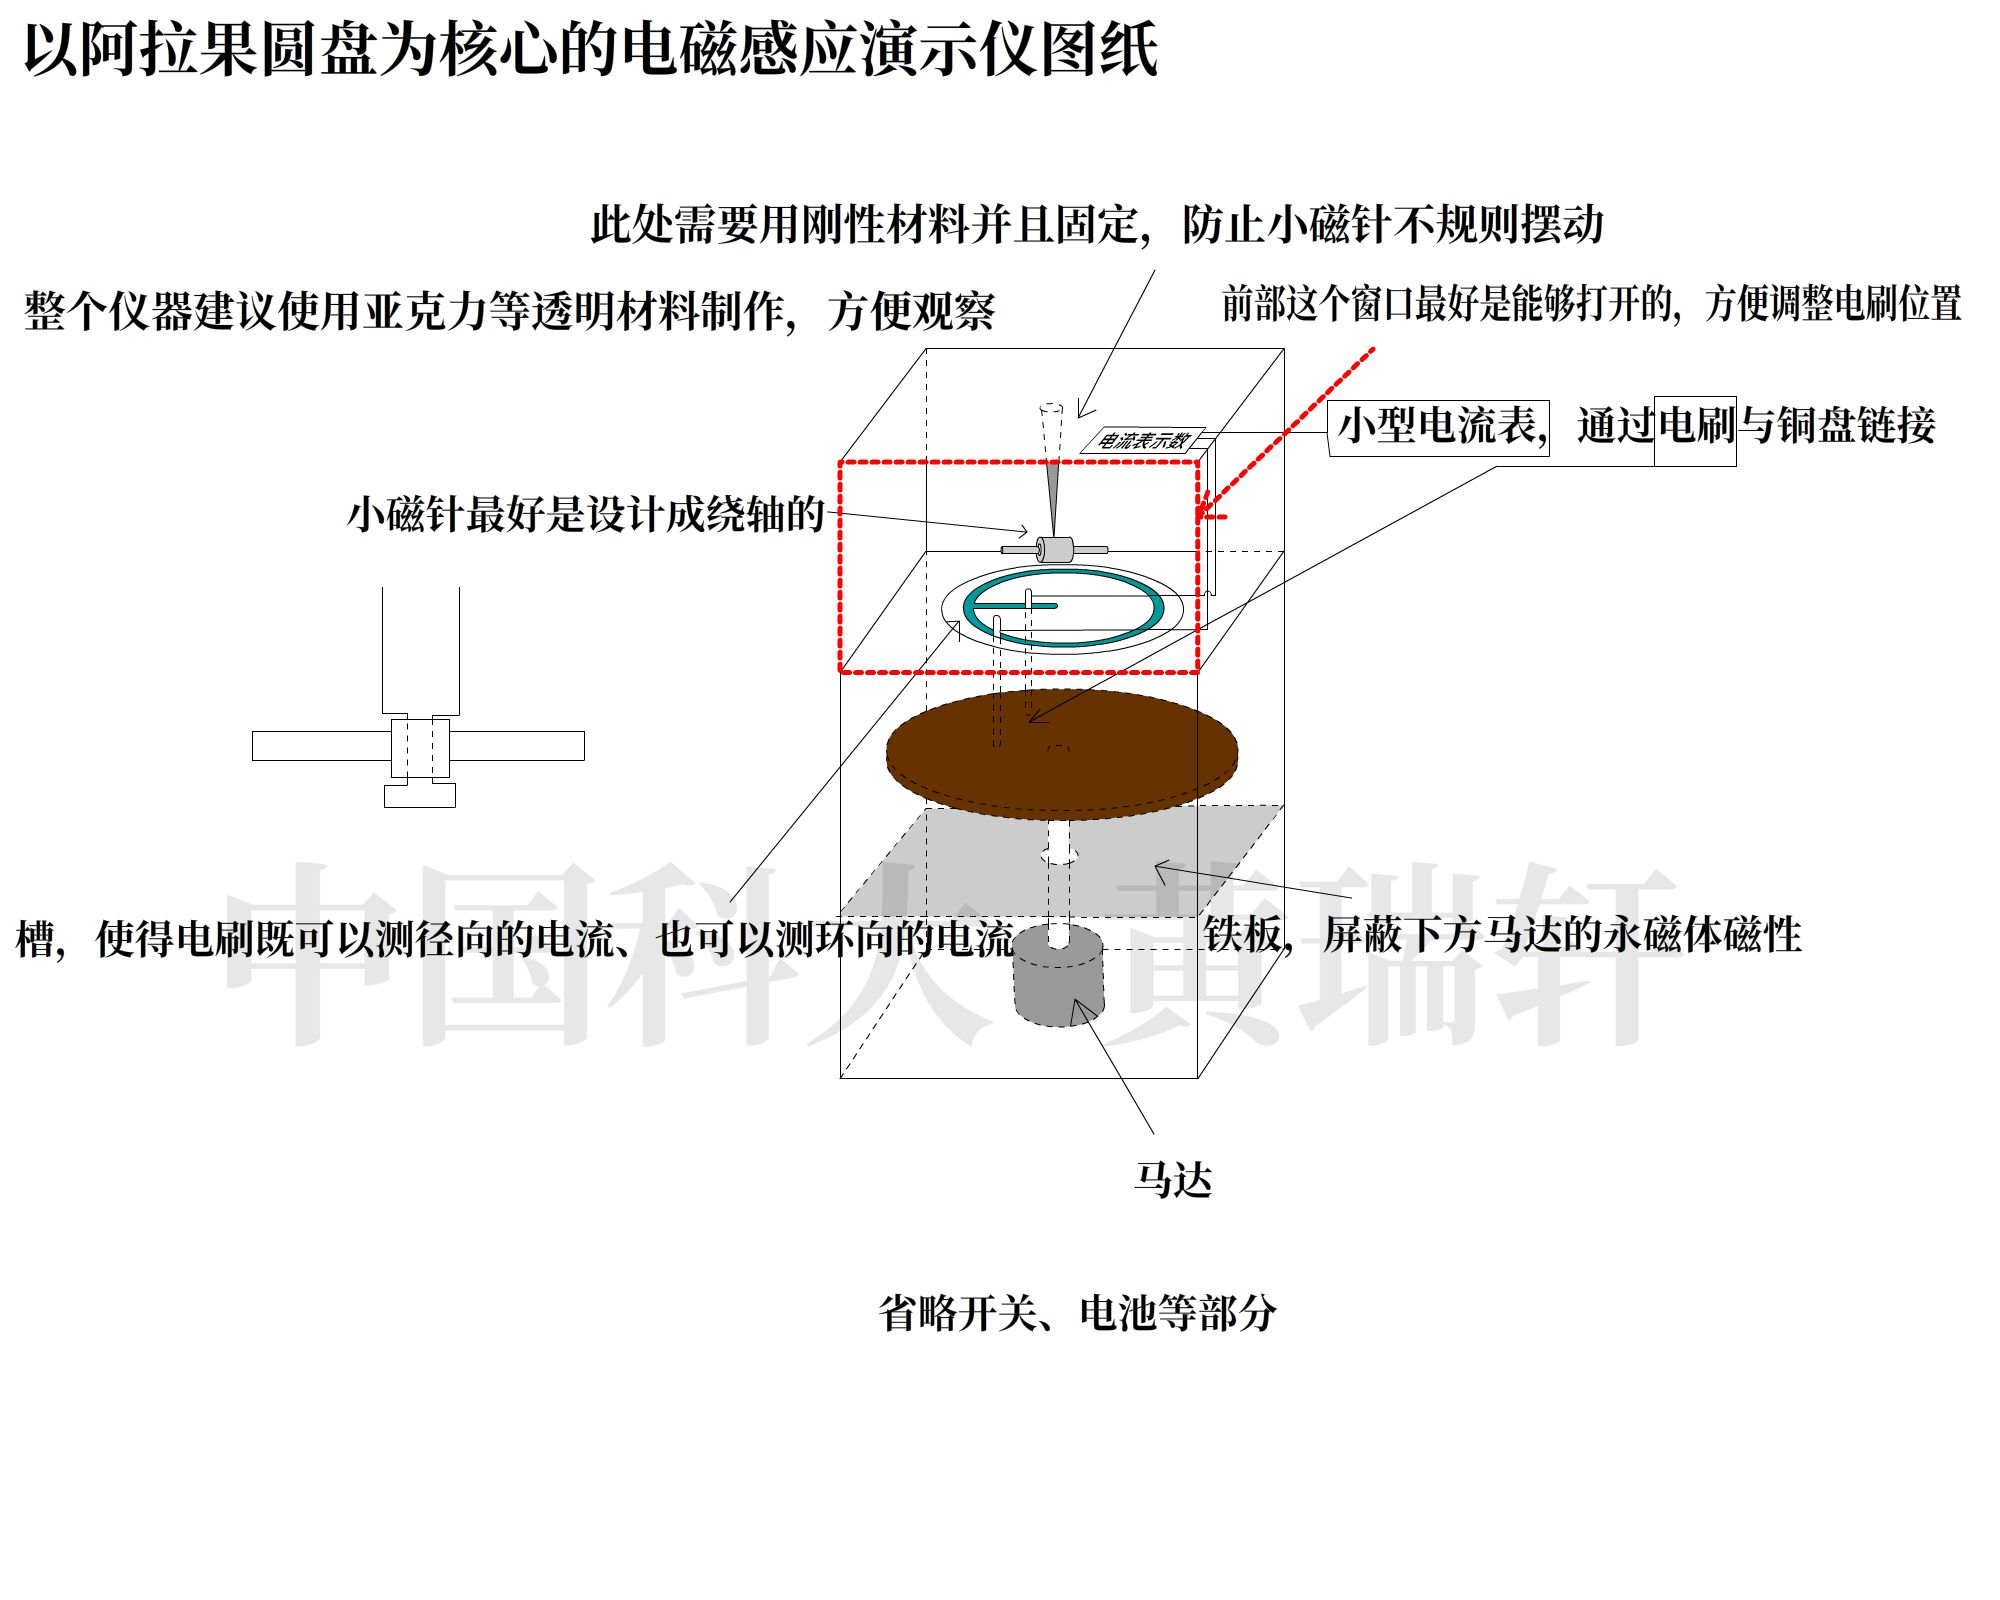 以阿拉果圆盘为核心的电磁感应演示仪图纸
此处需要用刚性材料并且固定，防止小磁针不规则摆动
整个仪器建议使用亚克力等透明材料制作，方便观察
前部这个窗口最好是能够打开的，方便调整电刷位置
小型电流表，通过电刷与铜盘链接
电流表示数
小磁针最好是设计成绕轴的
槽，使得电刷既可以测径向的电流、也可以测环向的电流
铁板，屏蔽下方马达的永磁体磁性
中国科大 黄瑞轩
马达
省略开关、电池等部分